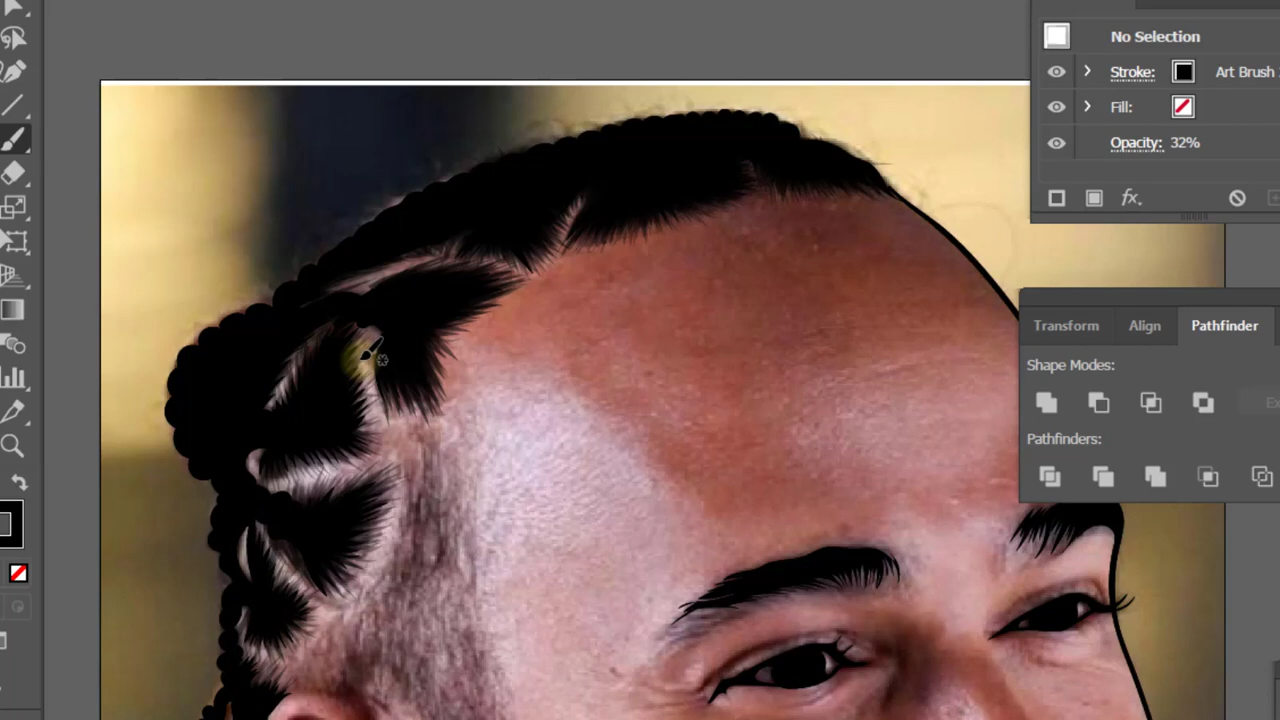 No Selection
Stroke: Art Brush
Fill:
Opacity: 32%
fx.
Transform Align Pathfinder
Shape Modes:
Pathfinders: